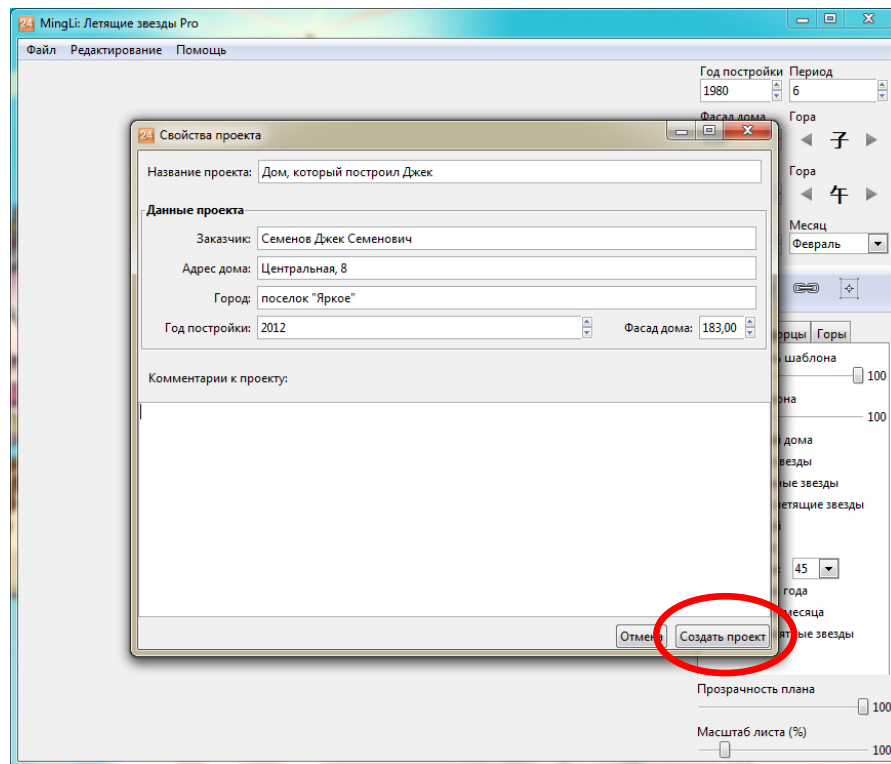 24 MingLi: Летящие звезды Pro
Файл Редактирование Помощь
Год постройки Период
1980 6
Фасад дома Гора
子
Гора
午
Месяц
Февраль
24 Свойства проекта
Название проекта: Дом, который построил Джек
Данные проекта
Заказчик: Семенов Джек Семенович
Адрес дома: Центральная, 8
Город: поселок "Яркое"
Год постройки: 2012 Фасад дома: 183,00
Комментарии к проекту:
Отмена Создать проект
Горы
шаблона
100
100
дома
звезды
звезды
летящие звезды
45
года
месяца
звезды
Прозрачность плана
100
Масштаб листа (%)
100